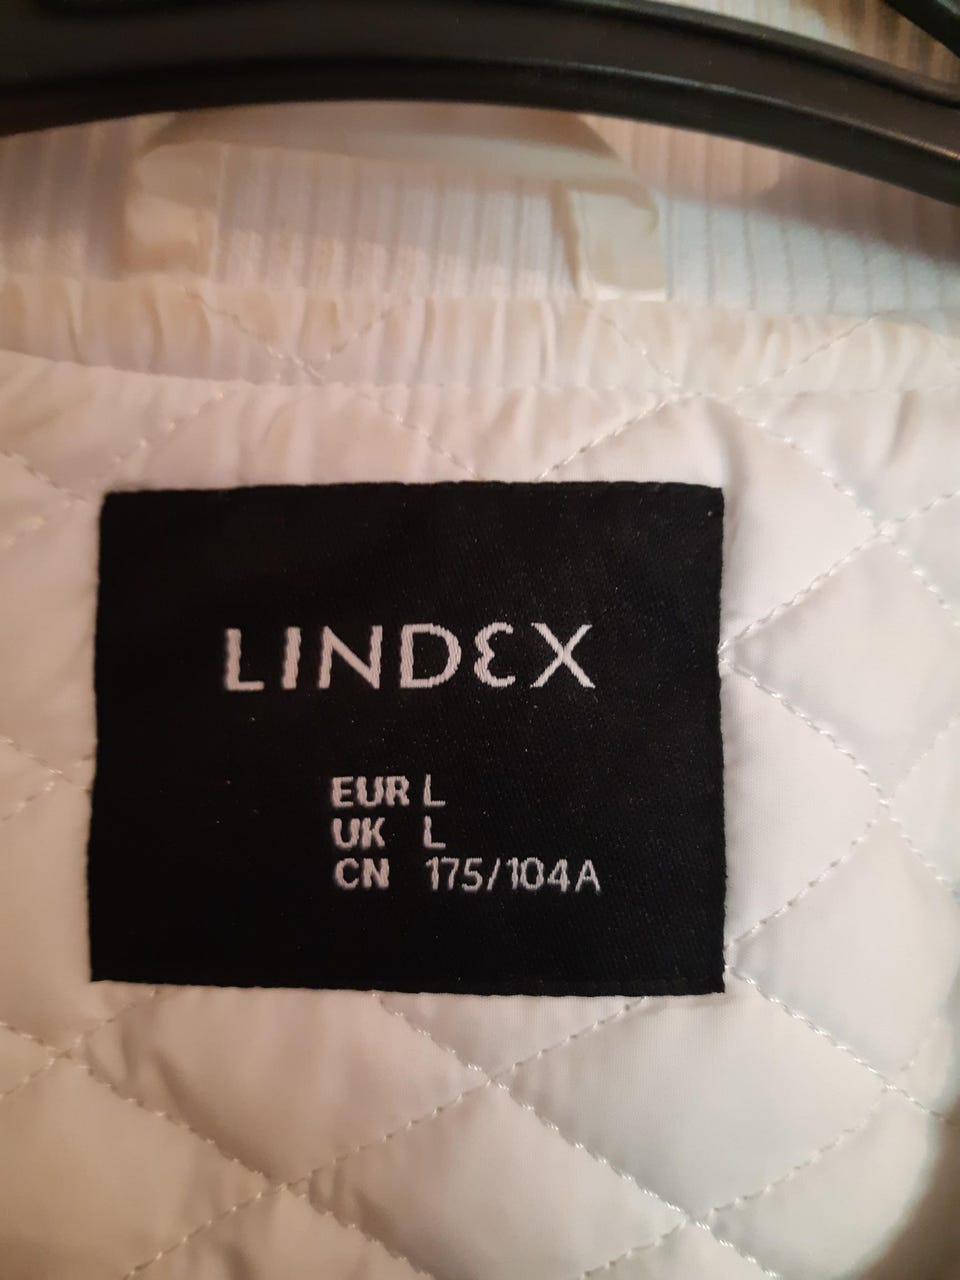 LINDEX
EUR L
UK L
CN 175/104A